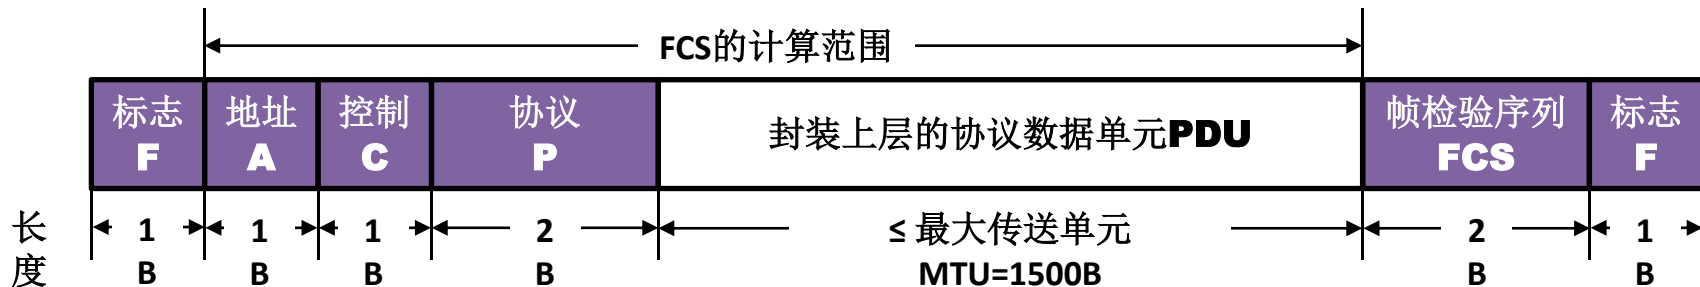 FCS的计算范围
标志 地址 控制 协议 封装上层的协议数据单元PDU 帧检验序列 标志
F A C P FCS F
长度 1 1 1 2 ≤ 最大传送单元 2 1
B B B B MTU=1500B B B